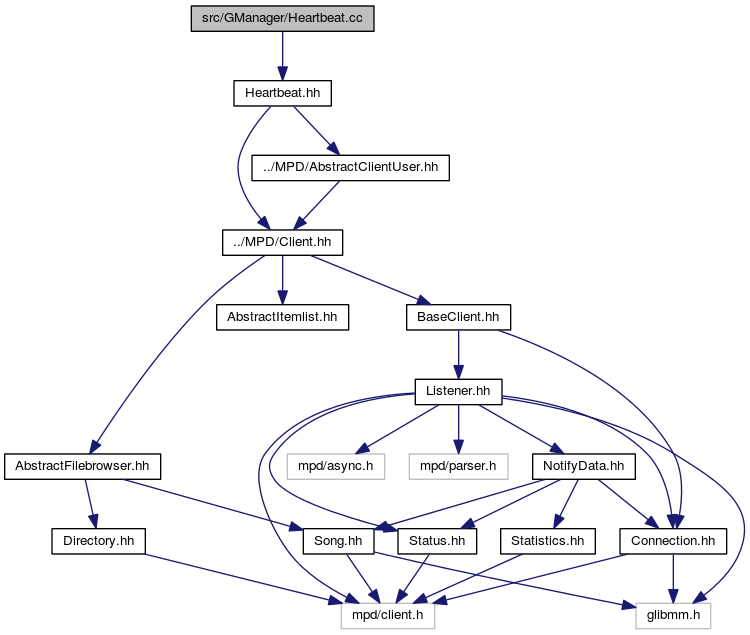 src/GManager/Heartbeat.cc
Heartbeat.hh
../MPD/AbstractClientUser.hh
../MPD/Client.hh
AbstractItemlist.hh
BaseClient.hh
Listener.hh
AbstractFilebrowser.hh
mpd/async.h
mpd/parser.h
NotifyData.hh
Directory.hh
Song.hh
Status.hh
Statistics.hh
Connection.hh
mpd/client.h
glibmm.h